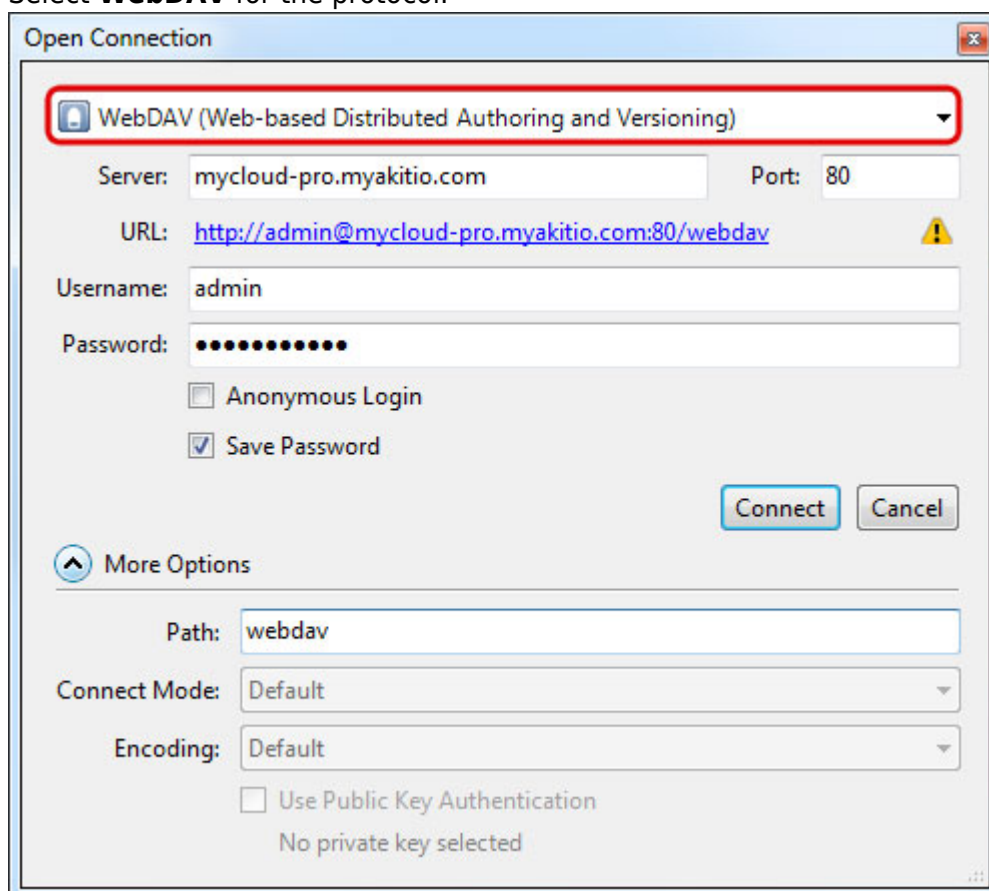 Select WebDAV for the protocol.
Open Connection
WebDAV (Web-based Distributed Authoring and Versioning)
Server: mycloud-pro.myakitio.com Port: 80
URL: http://admin@mycloud-pro.myakitio.com:80/webdav
Username: admin
Password: •••••••••••
Anonymous Login
Save Password
Connect Cancel
More Options
Path: webdav
Connect Mode: Default
Encoding: Default
Use Public Key Authentication
No private key selected